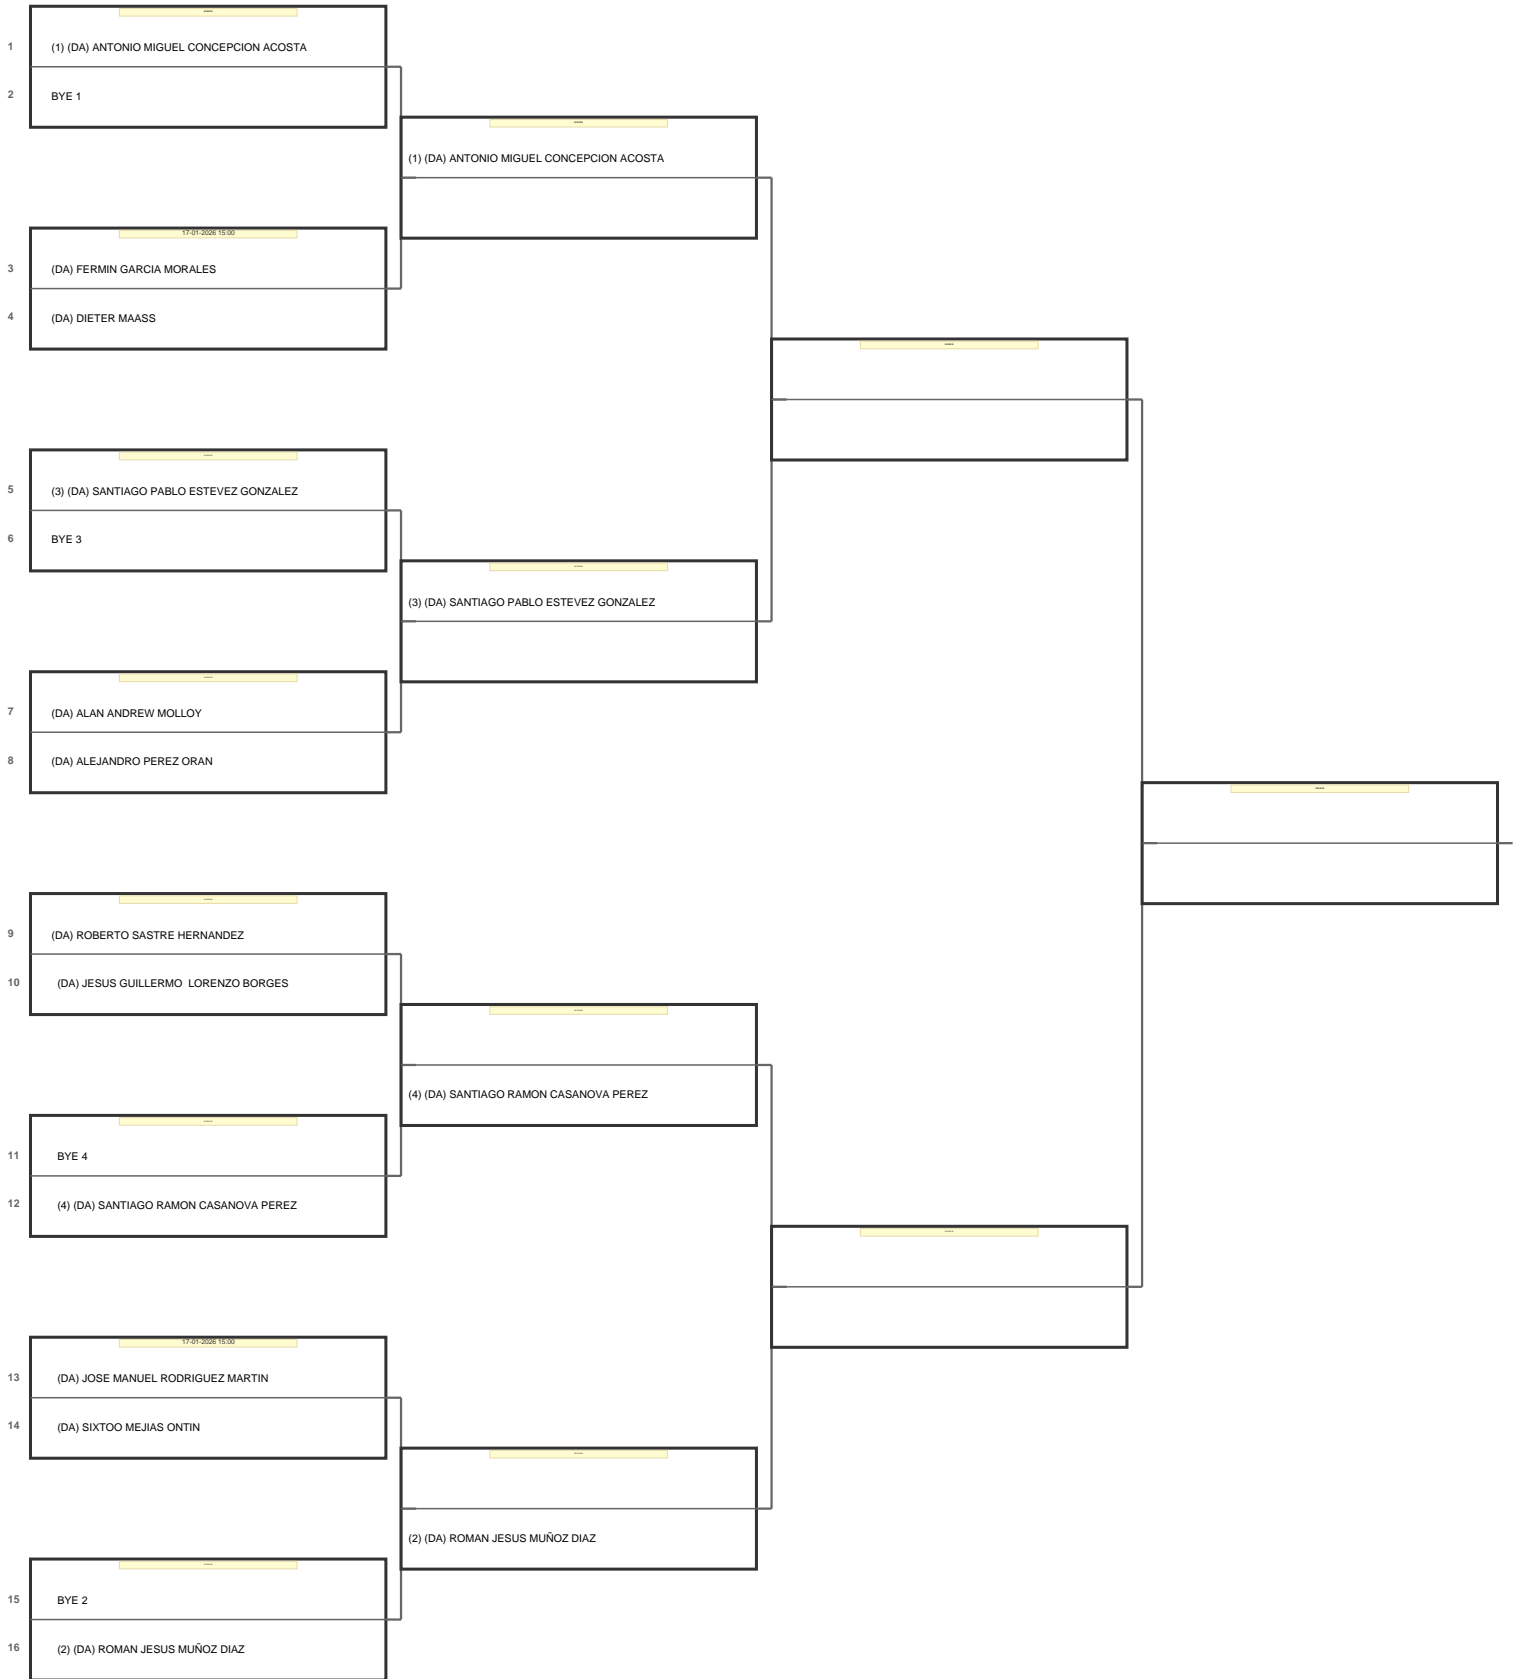 1 (1) (DA) ANTONIO MIGUEL CONCEPCION ACOSTA
2 BYE 1
(1) (DA) ANTONIO MIGUEL CONCEPCION ACOSTA
17-01-2026 15:00
3 (DA) FERMIN GARCIA MORALES
4 (DA) DIETER MAASS
5 (3) (DA) SANTIAGO PABLO ESTEVEZ GONZALEZ
6 BYE 3
(3) (DA) SANTIAGO PABLO ESTEVEZ GONZALEZ
7 (DA) ALAN ANDREW MOLLOY
8 (DA) ALEJANDRO PEREZ ORAN
9 (DA) ROBERTO SASTRE HERNANDEZ
10 (DA) JESUS GUILLERMO  LORENZO BORGES
(4) (DA) SANTIAGO RAMON CASANOVA PEREZ
11 BYE 4
12 (4) (DA) SANTIAGO RAMON CASANOVA PEREZ
17-01-2026 15:00
13 (DA) JOSE MANUEL RODRIGUEZ MARTIN
14 (DA) SIXTOO MEJIAS ONTIN
(2) (DA) ROMAN JESUS MUÑOZ DIAZ
15 BYE 2
16 (2) (DA) ROMAN JESUS MUÑOZ DIAZ